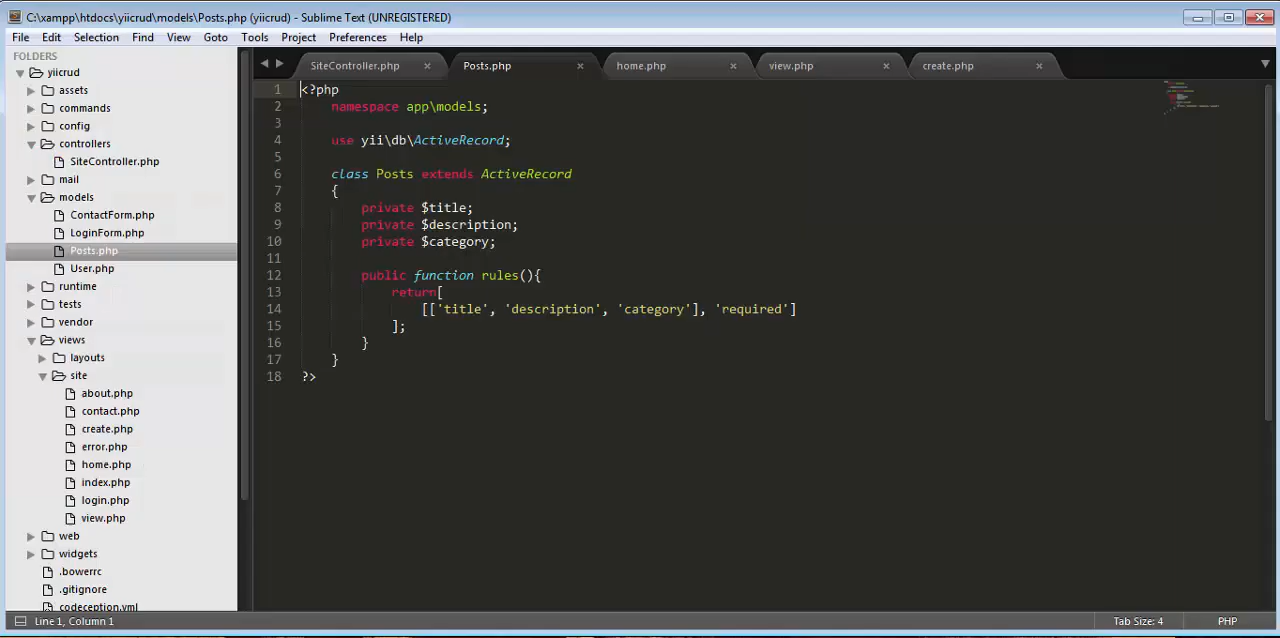 C:\xampp\htdocs\yiicrud\models\Posts.php (yiicrud) - Sublime Text (UNREGISTERED)
File Edit Selection Find View Goto Tools Project Preferences Help
FOLDERS
yiicrud
assets
commands
config
controllers
SiteController.php
mail
models
ContactForm.php
LoginForm.php
Posts.php
User.php
runtime
tests
vendor
views
layouts
site
about.php
contact.php
create.php
error.php
home.php
index.php
login.php
view.php
web
widgets
.bowerrc
.gitignore
codeception.yml
SiteController.php Posts.php home.php view.php create.php
1 <?php
2 namespace app\models;
3
4 use yii\db\ActiveRecord;
5
6 class Posts extends ActiveRecord
7 {
8 private $title;
9 private $description;
10 private $category;
11
12 public function rules(){
13 return[
14 [['title', 'description', 'category'], 'required']
15 ];
16 }
17 }
18 ?>
Line 1, Column 1 Tab Size: 4 PHP